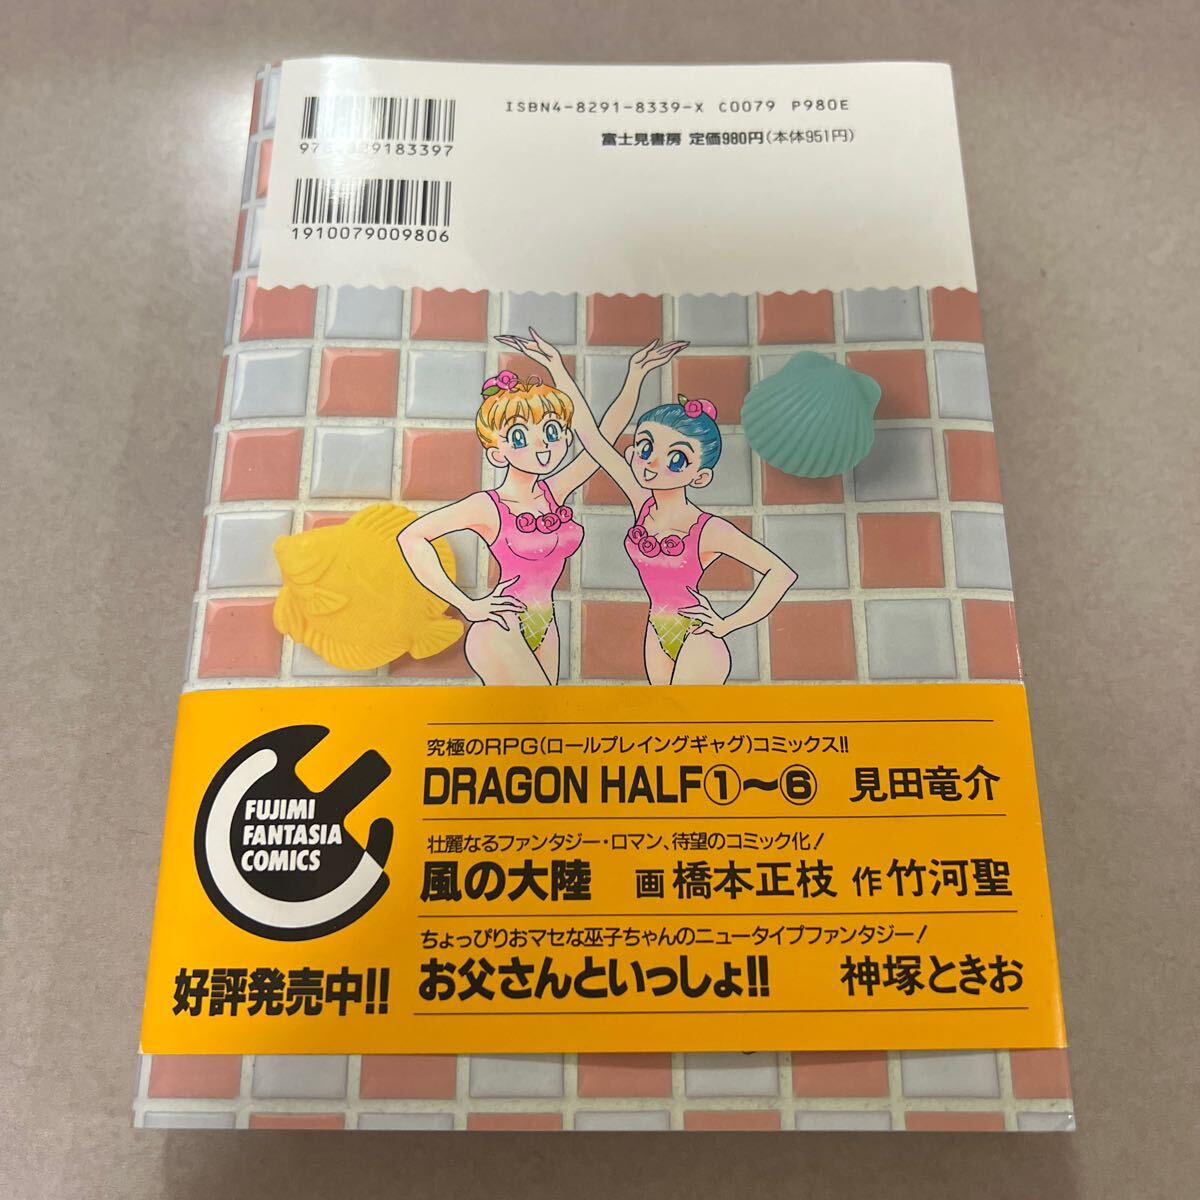 ISBN4-8291-8339-X C0079 P980E
富士見書房 定価980円(本体951円)
29183397
1910079009806
究極のRPG(ロールプレイングギャグ)コミックス!!
DRAGON HALF①〜⑥ 見田竜介
壮麗なるファンタジー・ロマン、待望のコミック化!
風の大陸 画 橋本正枝 作 竹河聖
ちょっぴりおマセな巫子ちゃんのニュータイプファンタジー!
お父さんといっしょ!! 神塚ときお
FUJIMI
FANTASIA
COMICS
好評発売中!!